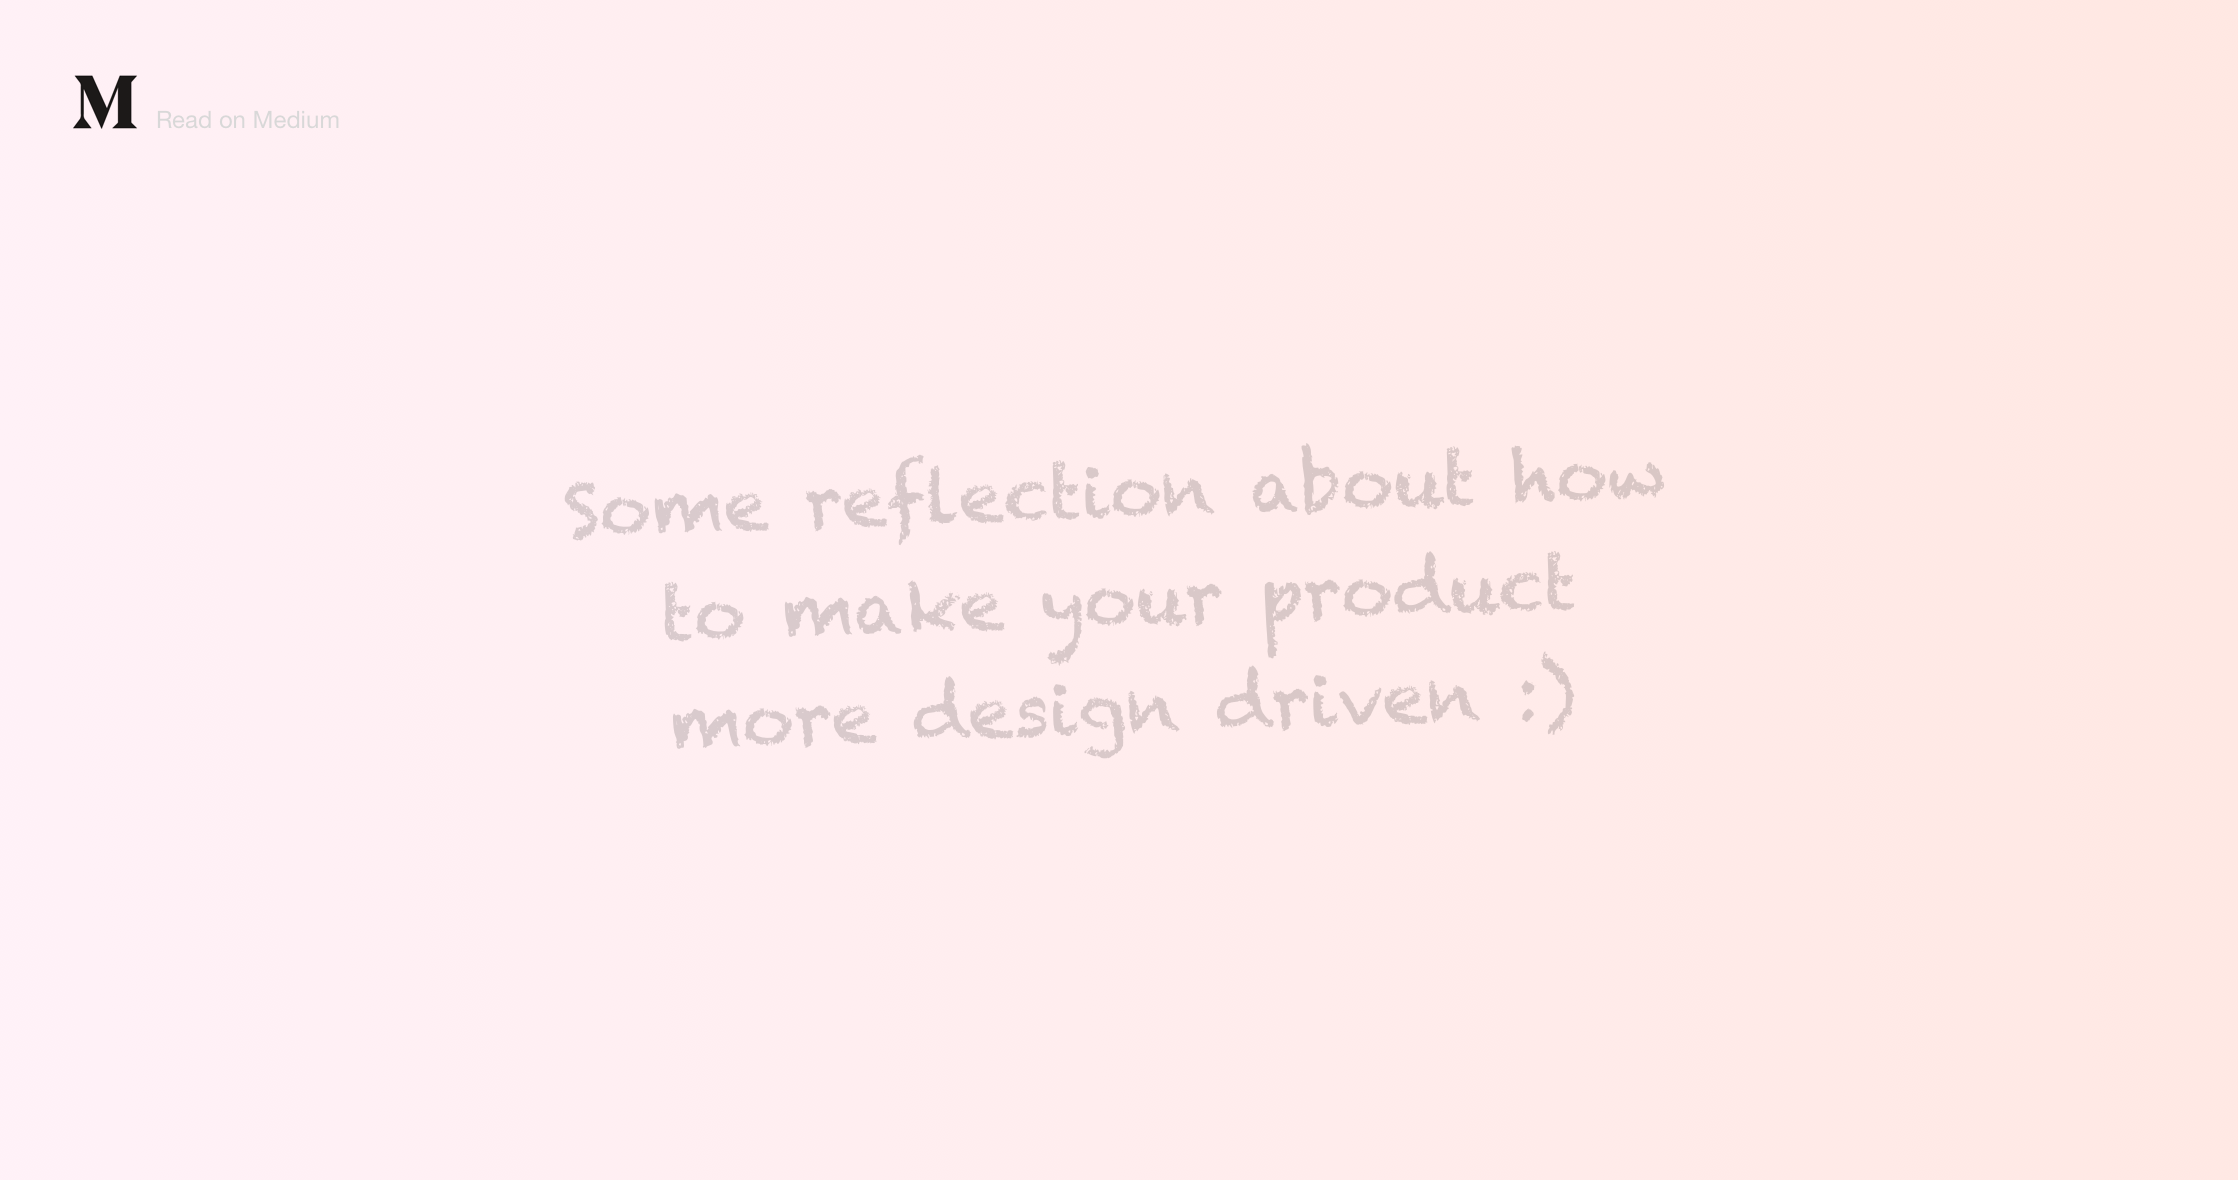 M Read on Medium
Some reflection about how
to make your product
more design driven :)